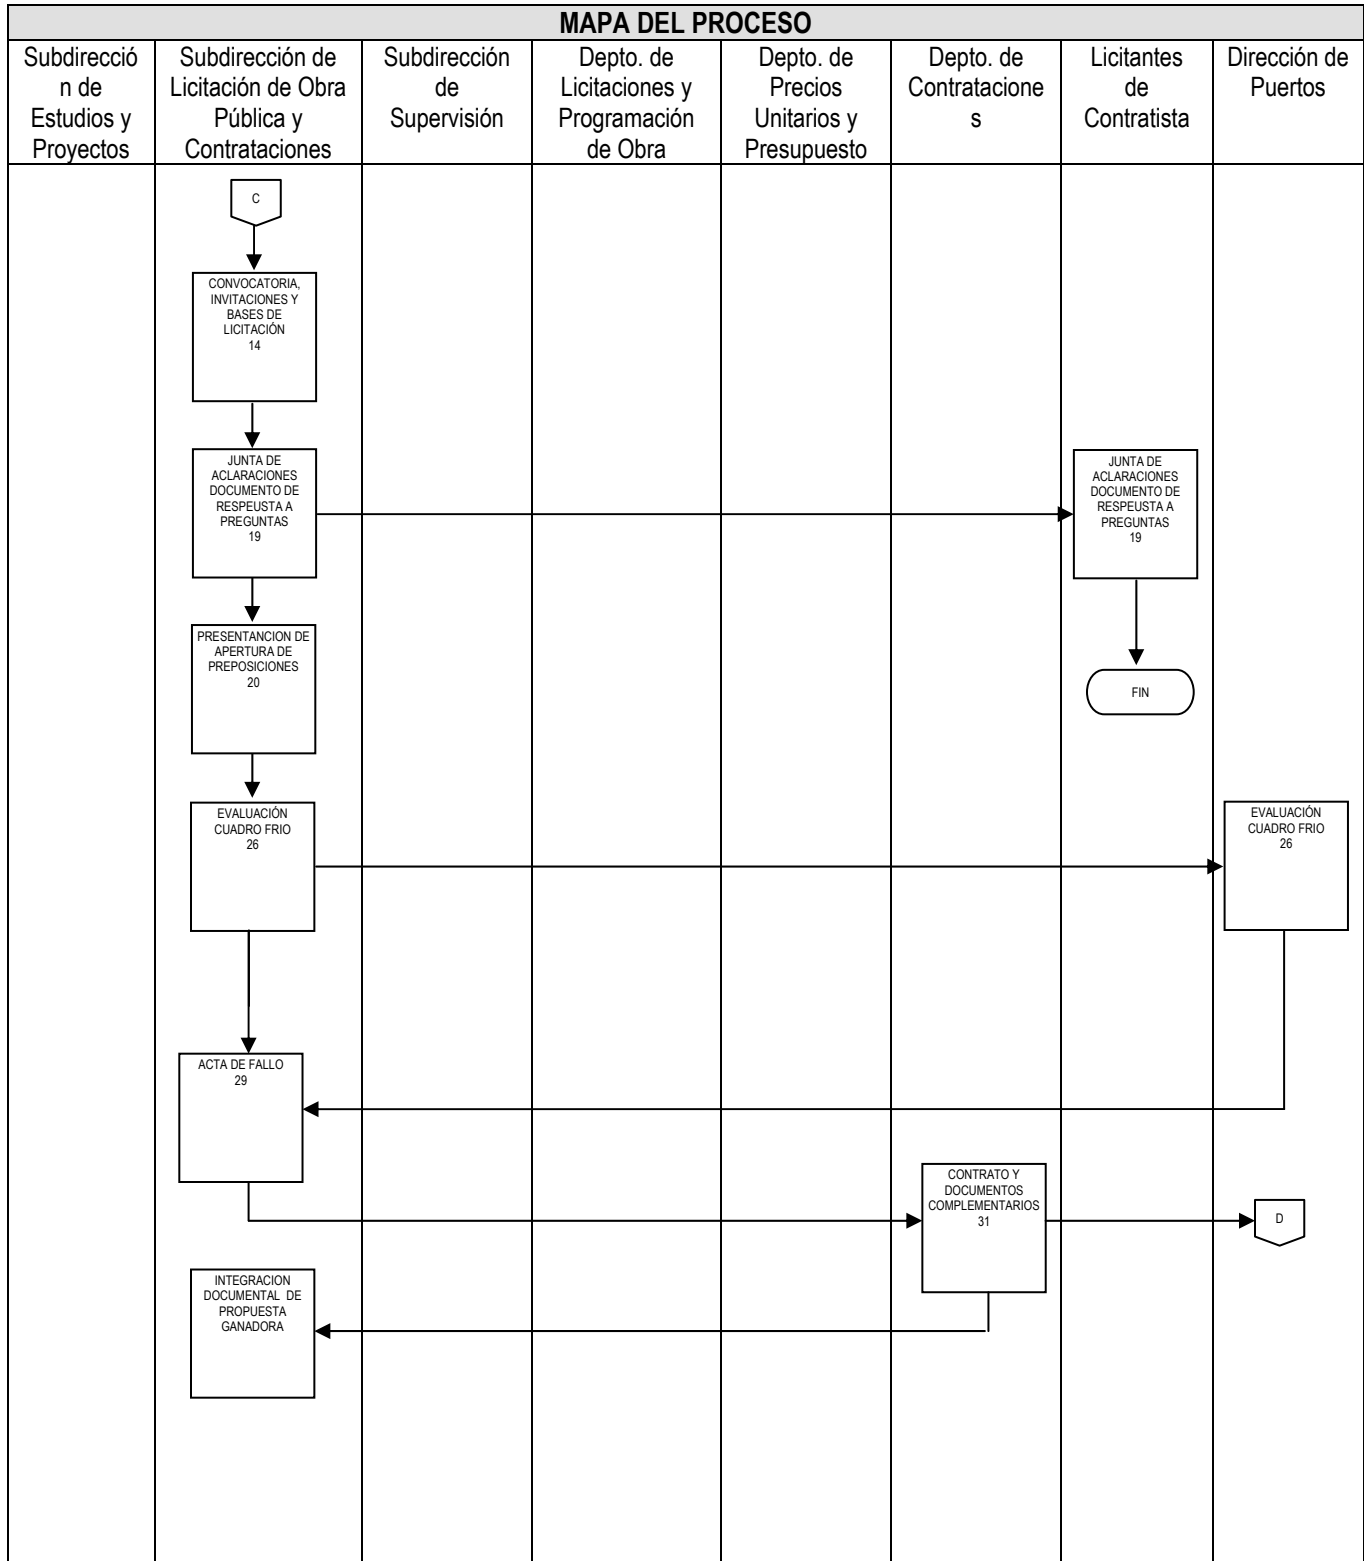 MAPA DEL PROCESO
Subdirecció
n de
Estudios y
Proyectos
Subdirección de
Licitación de Obra
Pública y
Contrataciones
Subdirección
de
Supervisión
Depto. de
Licitaciones y
Programación
de Obra
Depto. de
Precios
Unitarios y
Presupuesto
Depto. de
Contratacione
s
Licitantes
de
Contratista
Dirección de
Puertos
C
CONVOCATORIA,
INVITACIONES Y
BASES DE
LICITACIÓN
14
JUNTA DE
ACLARACIONES
DOCUMENTO DE
RESPEUSTA A
PREGUNTAS
19
JUNTA DE
ACLARACIONES
DOCUMENTO DE
RESPEUSTA A
PREGUNTAS
19
PRESENTANCION DE
APERTURA DE
PREPOSICIONES
20
FIN
EVALUACIÓN
CUADRO FRIO
26
EVALUACIÓN
CUADRO FRIO
26
ACTA DE FALLO
29
CONTRATO Y
DOCUMENTOS
COMPLEMENTARIOS
31
D
INTEGRACION
DOCUMENTAL DE
PROPUESTA
GANADORA